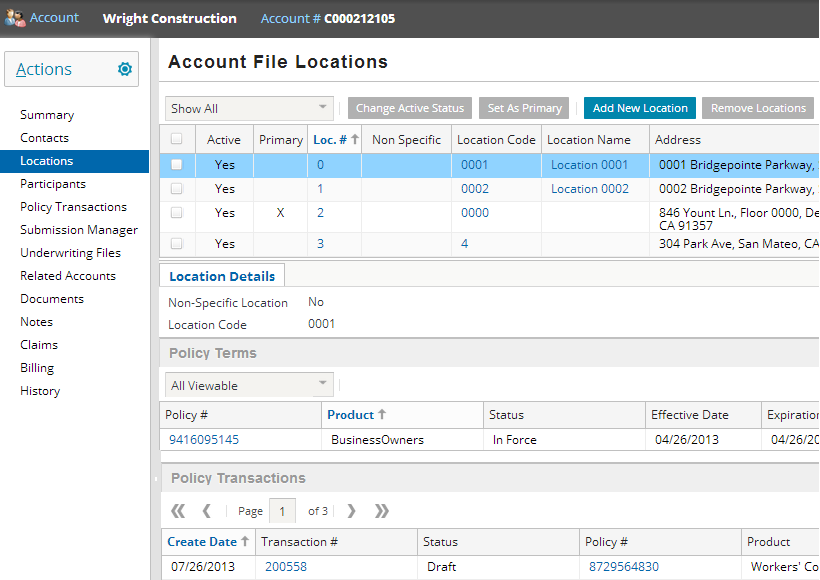 Account Wright Construction Account # C000212105
Actions
Summary
Contacts
Locations
Participants
Policy Transactions
Submission Manager
Underwriting Files
Related Accounts
Documents
Notes
Claims
Billing
History
Account File Locations
Show All Change Active Status Set As Primary Add New Location Remove Locations
Active Primary Loc. # Non Specific Location Code Location Name Address
Yes 0 0001 Location 0001 0001 Bridgepointe Parkway,
Yes 1 0002 Location 0002 0002 Bridgepointe Parkway,
Yes X 2 0000 846 Yount Ln., Floor 0000, De
CA 91357
Yes 3 4 304 Park Ave, San Mateo, CA
Location Details
Non-Specific Location No
Location Code 0001
Policy Terms
All Viewable
Policy # Product Status Effective Date Expiration
9416095145 BusinessOwners In Force 04/26/2013 04/26/20
Policy Transactions
Page 1 of 3
Create Date Transaction # Status Policy # Product
07/26/2013 200558 Draft 8729564830 Workers' Co